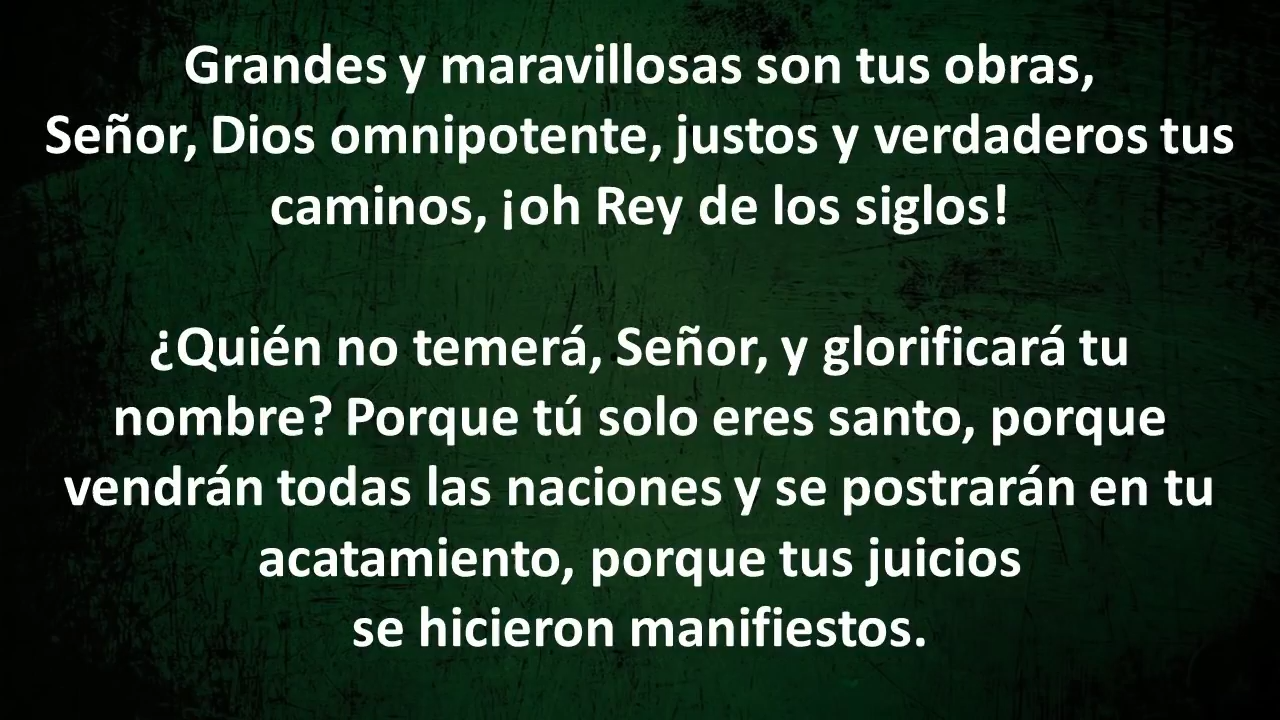 Grandes y maravillosas son tus obras,
Señor, Dios omnipotente, justos y verdaderos tus
caminos, ¡oh Rey de los siglos!
¿Quién no temerá, Señor, y glorificará tu
nombre? Porque tú solo eres santo, porque
vendrán todas las naciones y se postrarán en tu
acatamiento, porque tus juicios
se hicieron manifiestos.